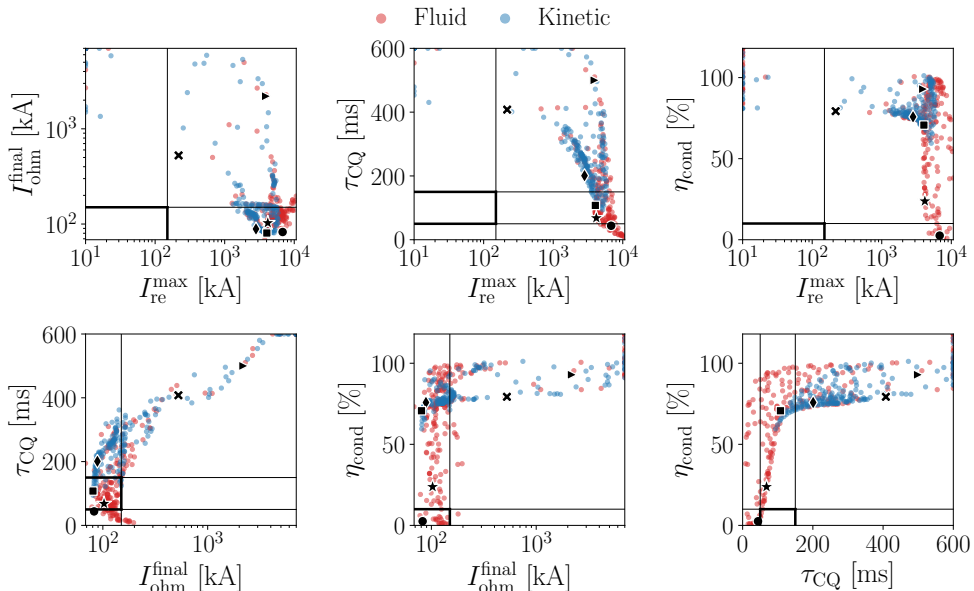 Fluid Kinetic
I_ohm^final [kA]
10^3
10^2
10^1 10^2 10^3 10^4
I_re^max [kA]
τ_CQ [ms]
600
400
200
0
10^1 10^2 10^3 10^4
I_re^max [kA]
η_cond [%]
100
50
0
10^1 10^2 10^3 10^4
I_re^max [kA]
τ_CQ [ms]
600
400
200
0
10^2 10^3
I_ohm^final [kA]
η_cond [%]
100
50
0
10^2 10^3
I_ohm^final [kA]
η_cond [%]
100
50
0
0 200 400 600
τ_CQ [ms]